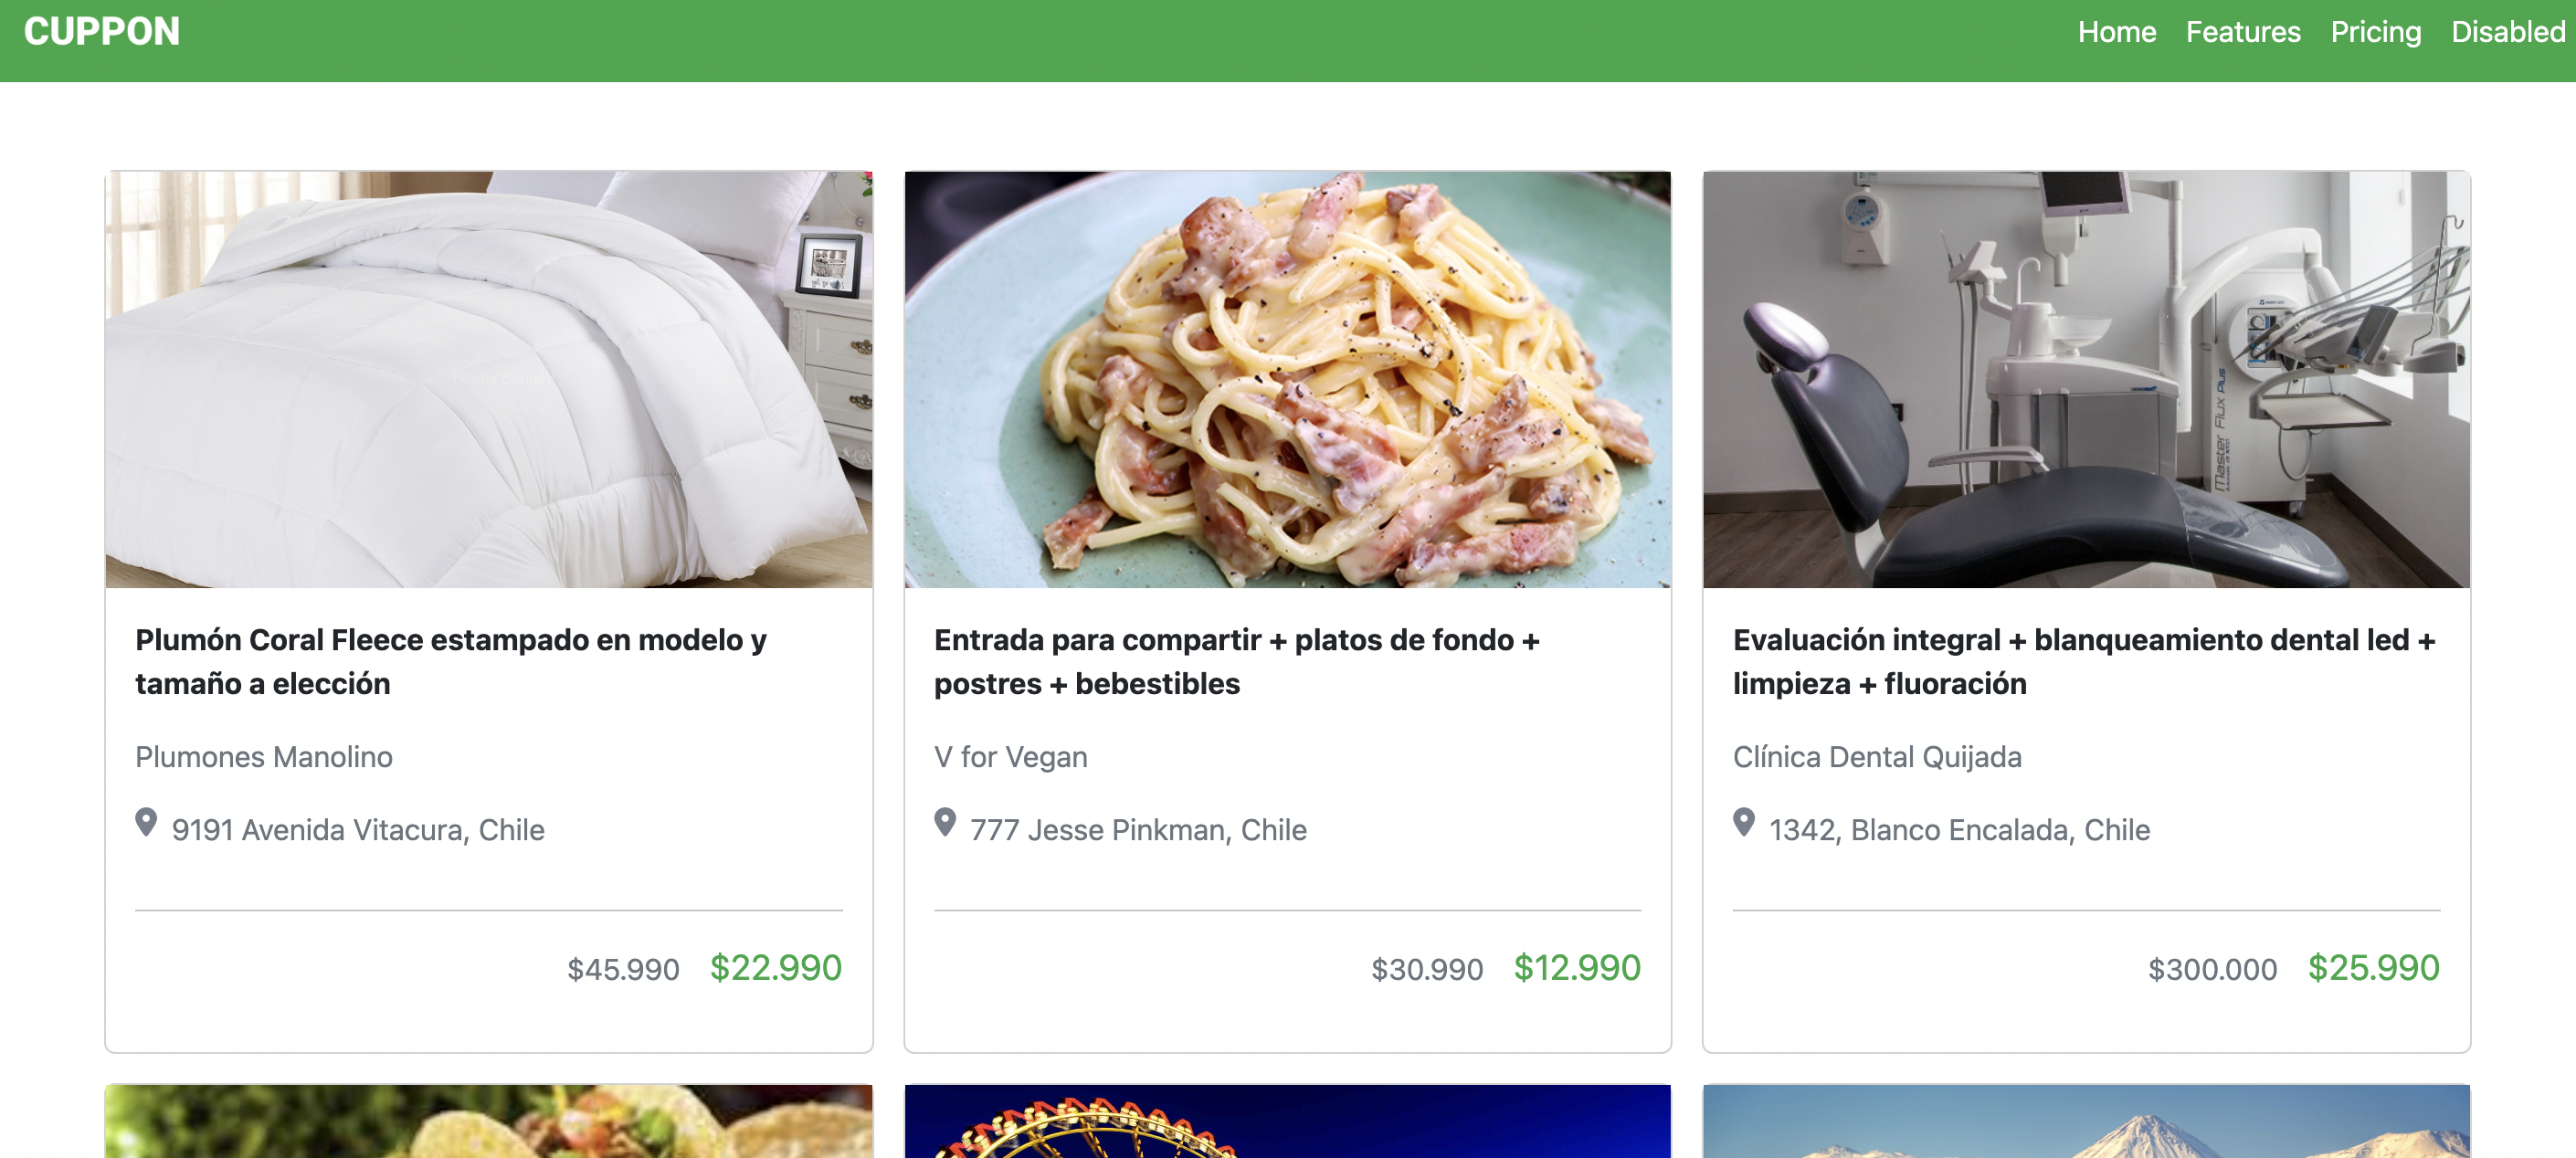 CUPPON
Home Features Pricing Disabled
Master Flux Plus
Plumón Coral Fleece estampado en modelo y
tamaño a elección
Plumones Manolino
9191 Avenida Vitacura, Chile
$45.990 $22.990
Entrada para compartir + platos de fondo +
postres + bebestibles
V for Vegan
777 Jesse Pinkman, Chile
$30.990 $12.990
Evaluación integral + blanqueamiento dental led +
limpieza + fluoración
Clínica Dental Quijada
1342, Blanco Encalada, Chile
$300.000 $25.990